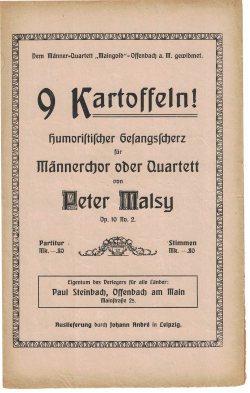 Dem Männer-Quartett „Maingold“-Offenbach a. M. gewidmet.
9 Kartoffeln!
Humoristischer Gesangscherz
für
Männerchor oder Quartett
von
Peter Malsy
Op. 10 No. 2.
Partitur Stimmen
Mk. —.80 Mk. —.80
Eigentum des Verlegers für alle Länder:
Paul Steinbach, Offenbach am Main
Mainstraße 25.
Auslieferung durch Johann André in Leipzig.